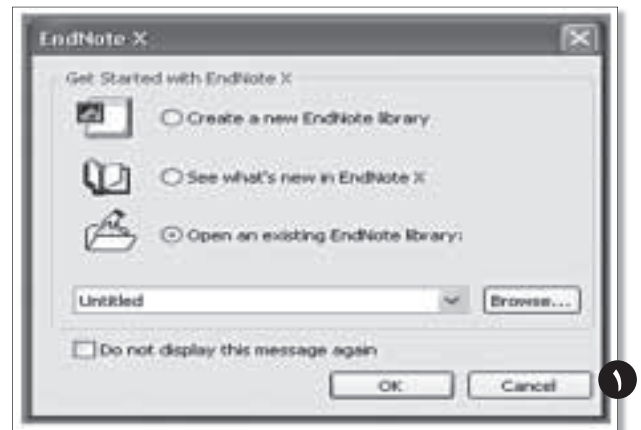 EndNote X
Get Started with EndNote X
Create a new EndNote library
See what's new in EndNote X
Open an existing EndNote library:
Untitled
Browse...
Do not display this message again
OK
Cancel
١